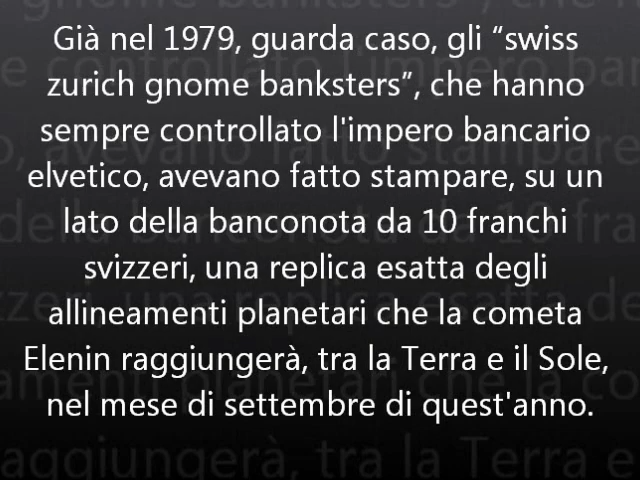 Già nel 1979, guarda caso, gli “swiss
zurich gnome banksters”, che hanno
sempre controllato l'impero bancario
elvetico, avevano fatto stampare, su un
lato della banconota da 10 franchi
svizzeri, una replica esatta degli
allineamenti planetari che la cometa
Elenin raggiungerà, tra la Terra e il Sole,
nel mese di settembre di quest'anno.